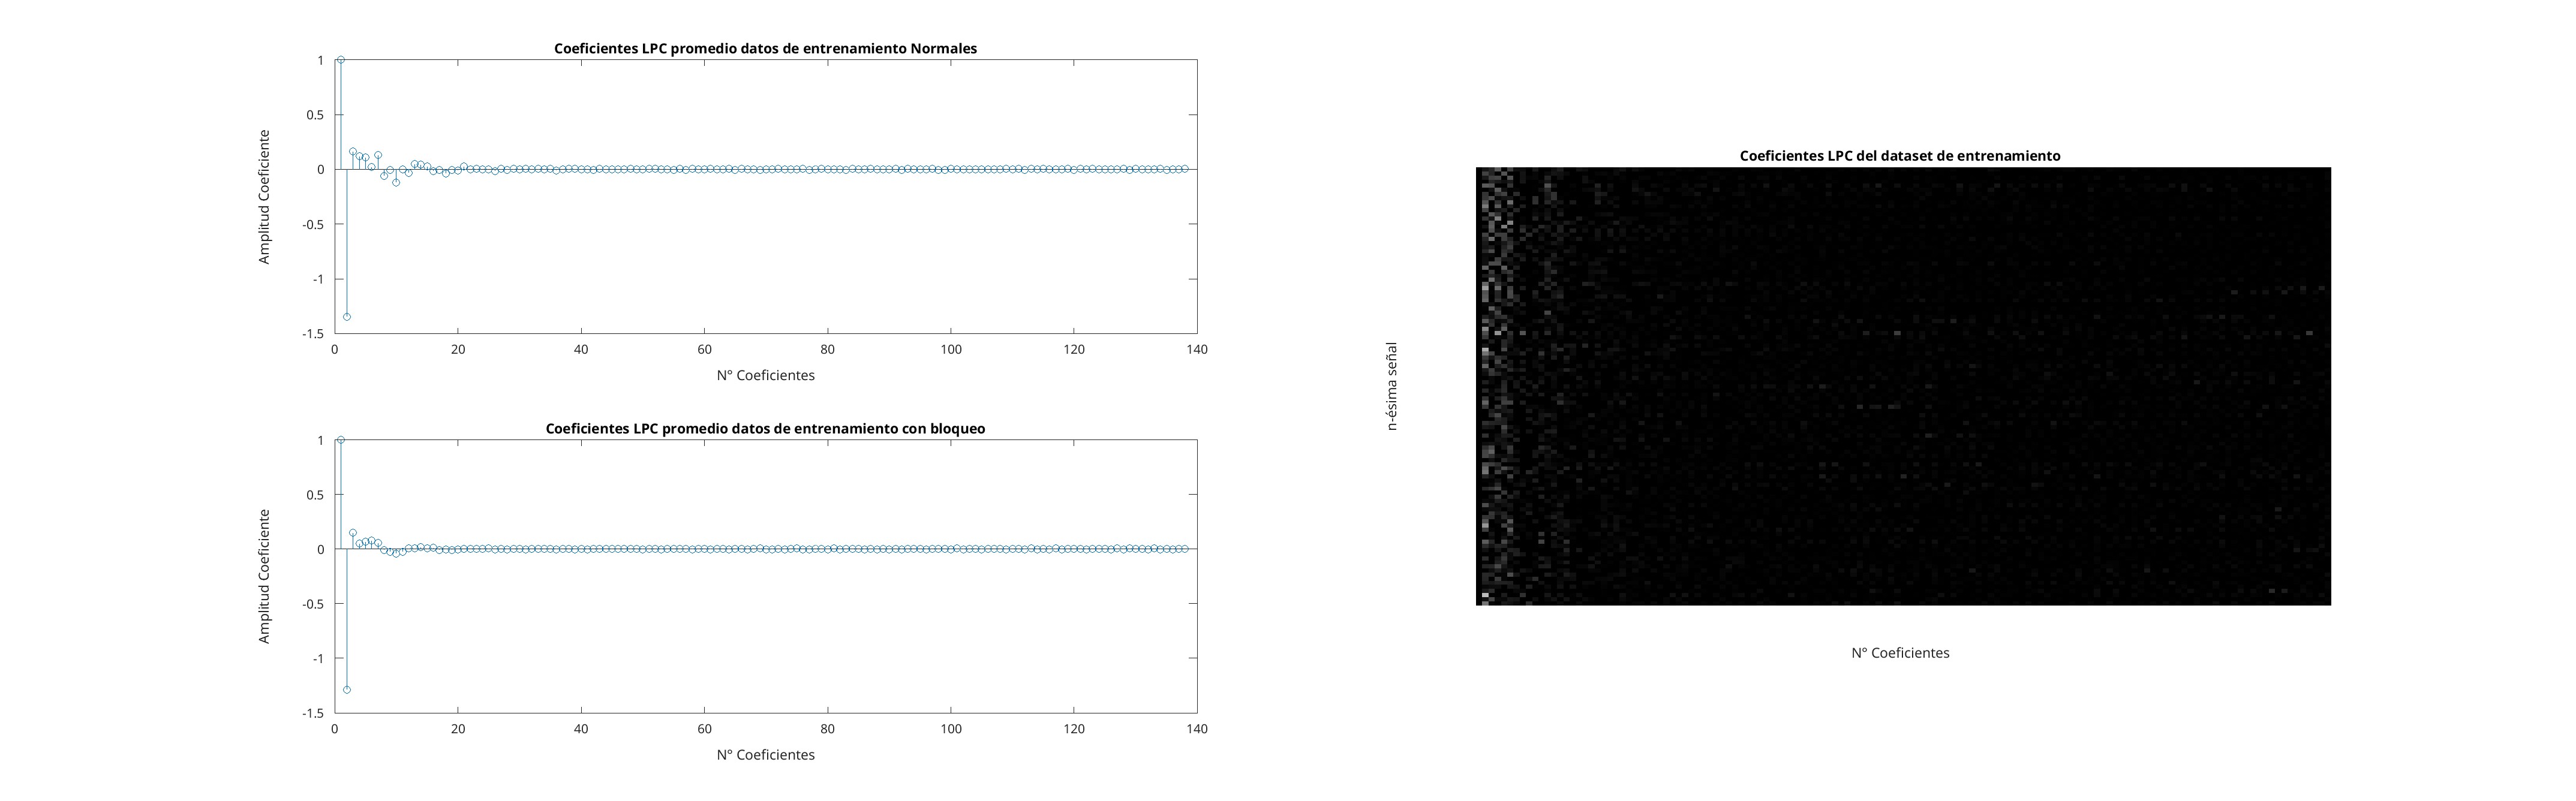 Coeficientes LPC promedio datos de entrenamiento Normales
1
0.5
0
-0.5
-1
-1.5
Amplitud Coeficiente
0 20 40 60 80 100 120 140
N° Coeficientes
Coeficientes LPC promedio datos de entrenamiento con bloqueo
1
0.5
0
-0.5
-1
-1.5
Amplitud Coeficiente
0 20 40 60 80 100 120 140
N° Coeficientes
Coeficientes LPC del dataset de entrenamiento
n-ésima señal
N° Coeficientes